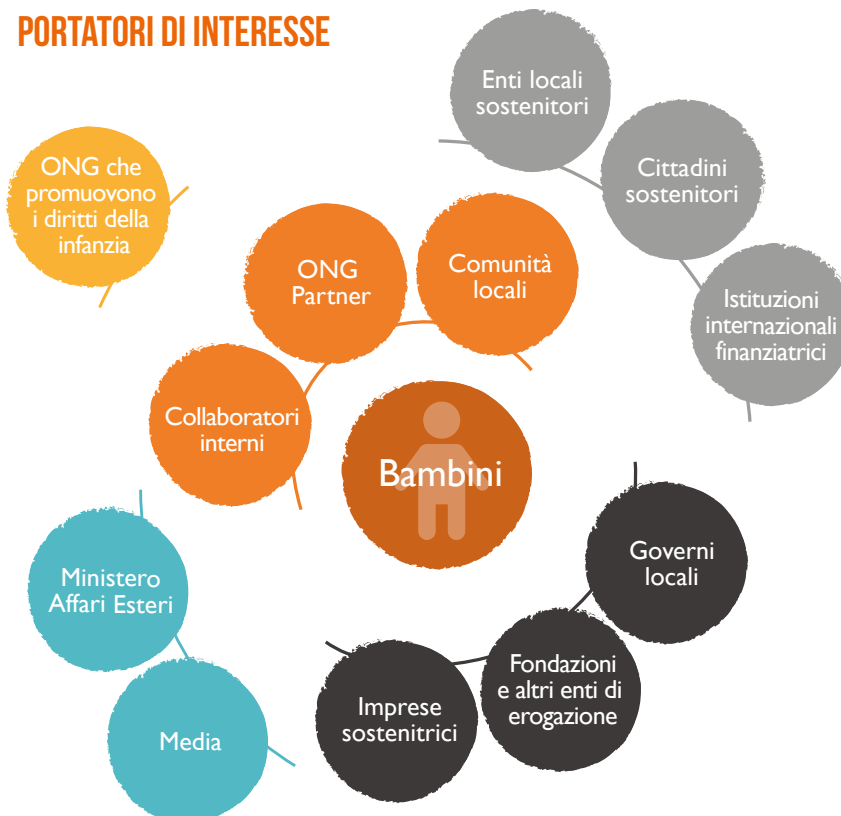 PORTATORI DI INTERESSE
Enti locali
sostenitori
ONG che
promuovono
i diritti della
infanzia
Cittadini
sostenitori
ONG
Partner
Comunità
locali
Istituzioni
internazionali
finanziatrici
Collaboratori
interni
Bambini
Governi
locali
Ministero
Affari Esteri
Fondazioni
e altri enti di
erogazione
Imprese
sostenitrici
Media